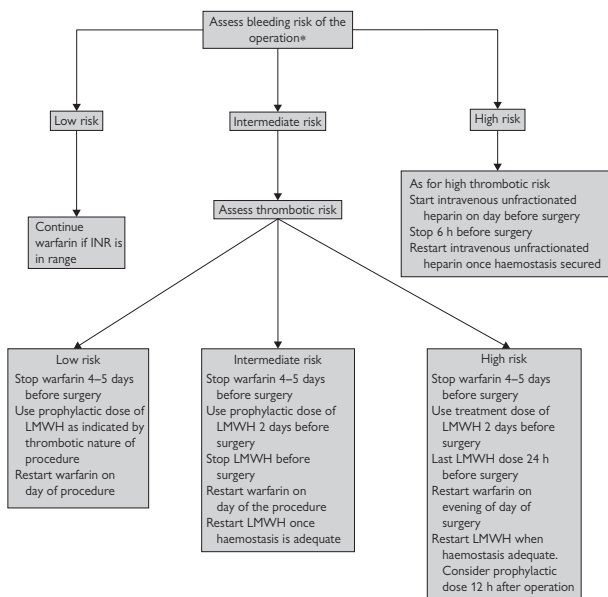 Assess bleeding risk of the
operation*
Low risk
Intermediate risk
High risk
Continue
warfarin if INR is
in range
Assess thrombotic risk
As for high thrombotic risk
Start intravenous unfractionated
heparin on day before surgery
Stop 6 h before surgery
Restart intravenous unfractionated
heparin once haemostasis secured
Low risk
Stop warfarin 4–5 days
before surgery
Use prophylactic dose of
LMWH as indicated by
thrombotic nature of
procedure
Restart warfarin on
day of procedure
Intermediate risk
Stop warfarin 4–5 days
before surgery
Use prophylactic dose of
LMWH 2 days before
surgery
Stop LMWH before
surgery
Restart warfarin on
day of the procedure
Restart LMWH once
haemostasis is adequate
High risk
Stop warfarin 4–5 days
before surgery
Use treatment dose of
LMWH 2 days before
surgery
Last LMWH dose 24 h
before surgery
Restart warfarin on
evening of day of
surgery
Restart LMWH when
haemostasis adequate.
Consider prophylactic
dose 12 h after operation